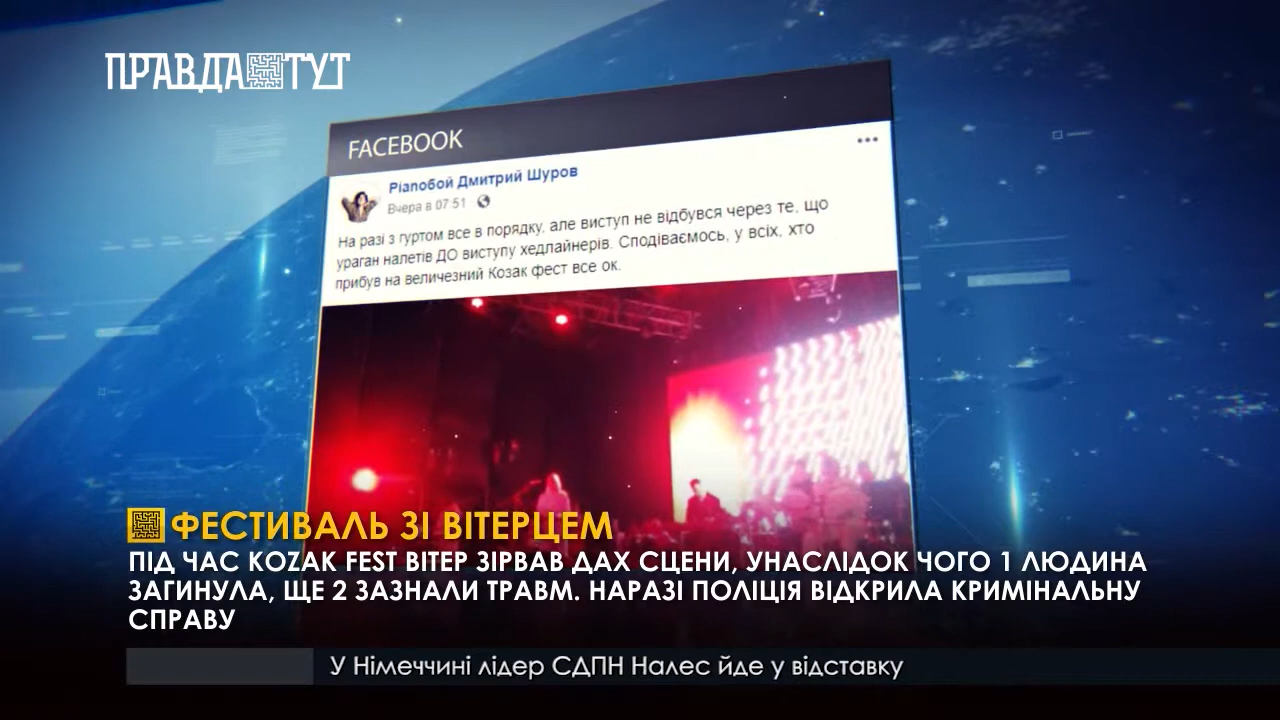 ПРАВДА ТУТ
FACEBOOK
Pianoбой Дмитрий Шуров
Вчера в 07:51
На разі з гуртом все в порядку, але виступ не відбувся через те, що
ураган налетів ДО виступу хедлайнерів. Сподіваємось, у всіх, хто
прибув на величезний Козак фест все ок.
ФЕСТИВАЛЬ ЗІ ВІТЕРЦЕМ
ПІД ЧАС KOZAK FEST ВІТЕР ЗІРВАВ ДАХ СЦЕНИ, УНАСЛІДОК ЧОГО 1 ЛЮДИНА
ЗАГИНУЛА, ЩЕ 2 ЗАЗНАЛИ ТРАВМ. НАРАЗІ ПОЛІЦІЯ ВІДКРИЛА КРИМІНАЛЬНУ
СПРАВУ
У Німеччині лідер СДПН Налес йде у відставку